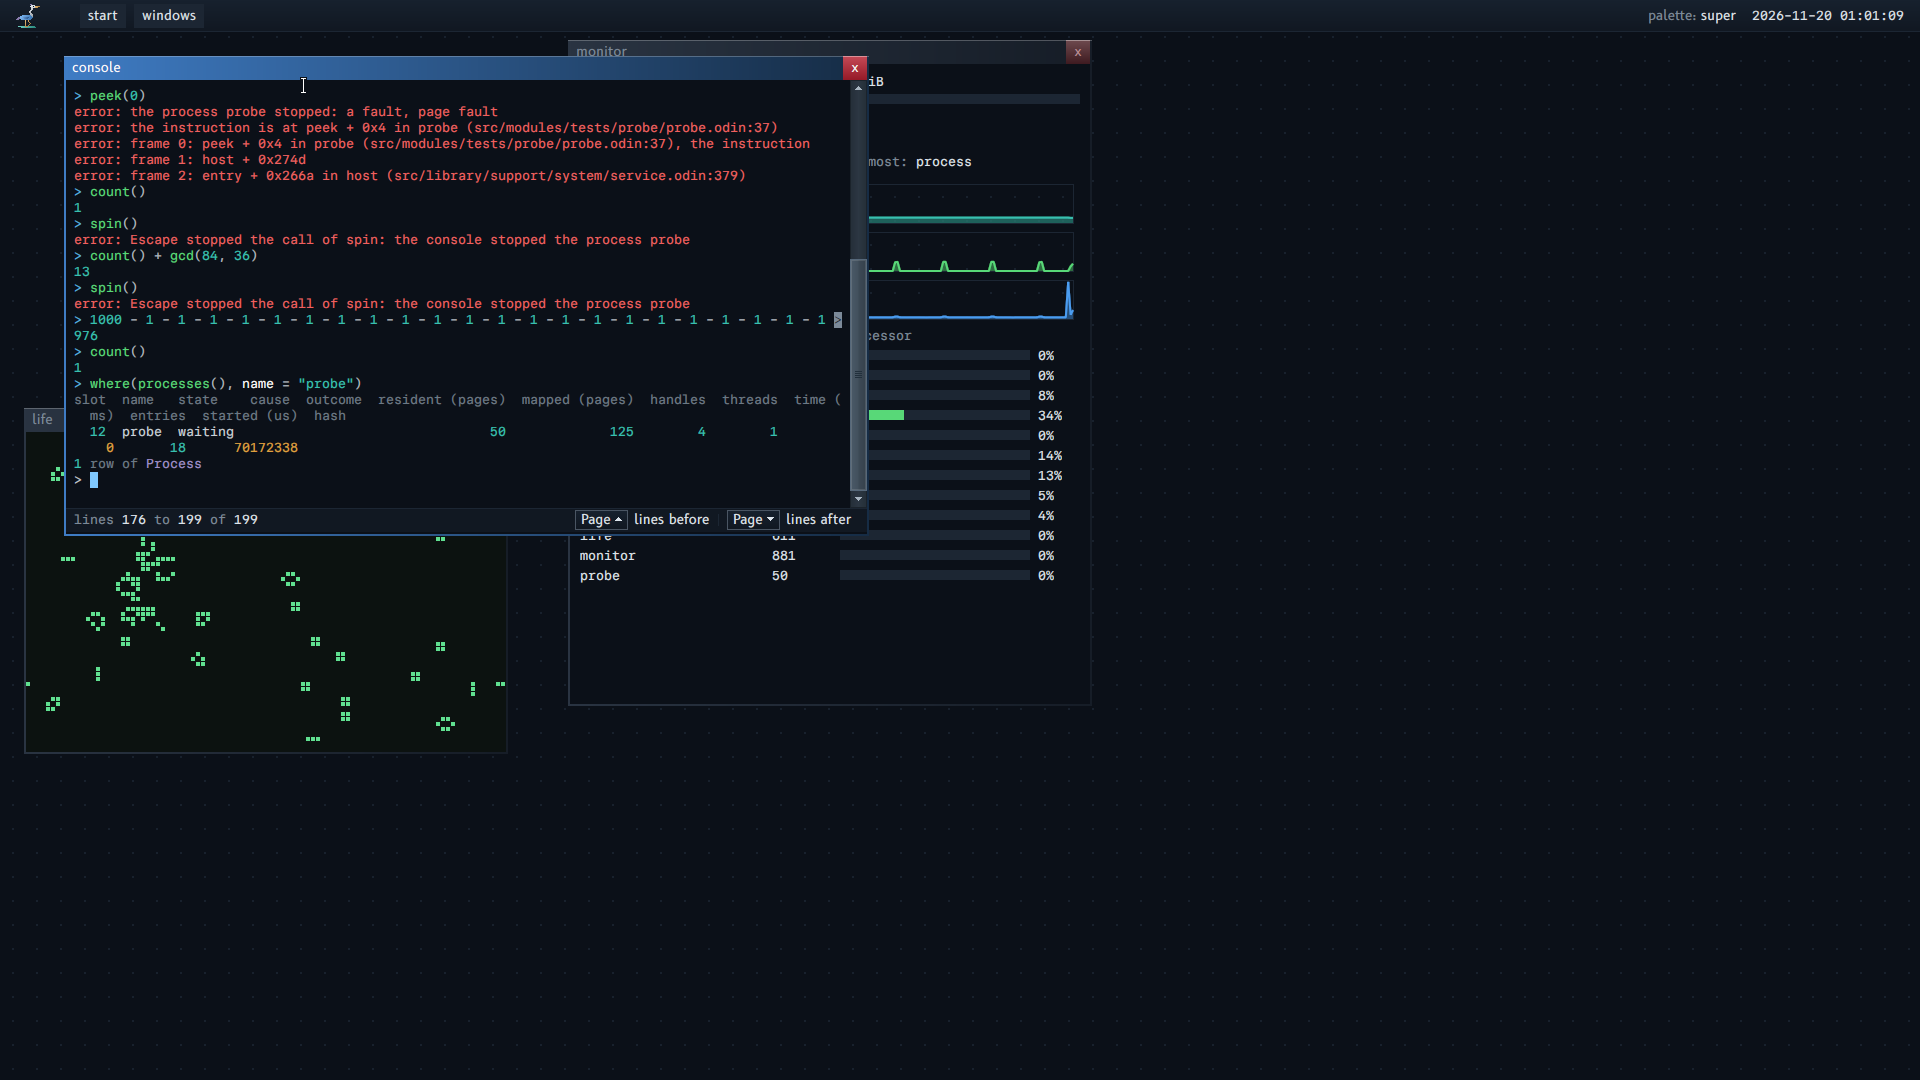 start windows palette: super 2026-11-20 01:01:09
monitor x
console x
iB
> peek(0)
error: the process probe stopped: a fault, page fault
error: the instruction is at peek + 0x4 in probe (src/modules/tests/probe/probe.odin:37)
error: frame 0: peek + 0x4 in probe (src/modules/tests/probe/probe.odin:37), the instruction
error: frame 1: host + 0x274d
error: frame 2: entry + 0x266a in host (src/library/support/system/service.odin:379)
> count()
1
> spin()
error: Escape stopped the call of spin: the console stopped the process probe
> count() + gcd(84, 36)
13
> spin()
error: Escape stopped the call of spin: the console stopped the process probe
> 1000 - 1 - 1 - 1 - 1 - 1 - 1 - 1 - 1 - 1 - 1 - 1 - 1 - 1 - 1 - 1 - 1 - 1 - 1 - 1 - 1 - 1 - 1 >
976
> count()
1
> where(processes(), name = "probe")
slot name state cause outcome resident (pages) mapped (pages) handles threads time (
ms) entries started (us) hash
12 probe waiting 50 125 4 1
0 18 70172338
1 row of Process
>
lines 176 to 199 of 199 Page lines before Page lines after
most: process
cessor
0%
0%
8%
34%
0%
14%
13%
5%
4%
life 611 0%
monitor 881 0%
probe 50 0%
life